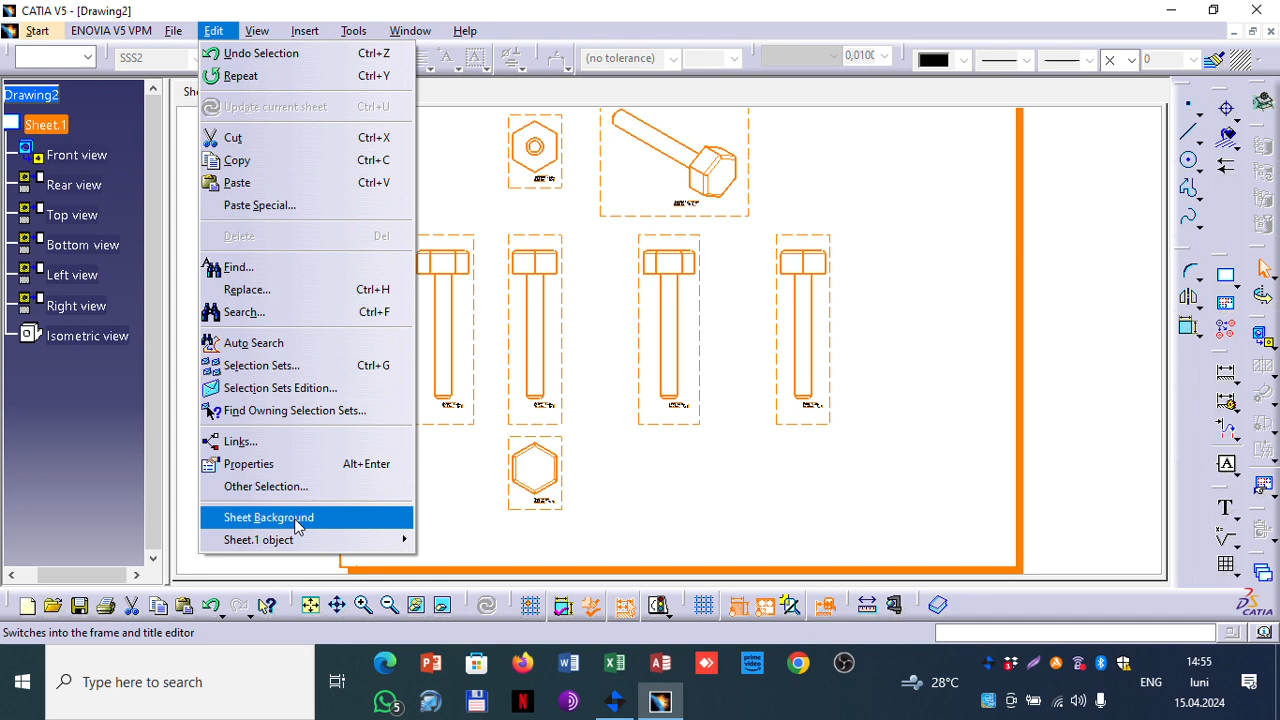 CATIA V5 - [Drawing2]
Start
ENOVIA V5 VPM
File
Edit
View
Insert
Tools
Window
Help
SSS2
(no tolerance)
0,0100
0
Undo Selection Ctrl+Z
Repeat Ctrl+Y
Update current sheet Ctrl+U
Cut Ctrl+X
Copy Ctrl+C
Paste Ctrl+V
Paste Special...
Delete Del
Find...
Replace... Ctrl+H
Search... Ctrl+F
Auto Search
Selection Sets... Ctrl+G
Selection Sets Edition...
Find Owning Selection Sets...
Links...
Properties Alt+Enter
Other Selection...
Sheet Background
Sheet.1 object
Drawing2
Sheet.1
Front view
Rear view
Top view
Bottom view
Left view
Right view
Isometric view
CATIA
Switches into the frame and title editor
Type here to search
prime video
5
28°C
ENG
14:55
luni
15.04.2024